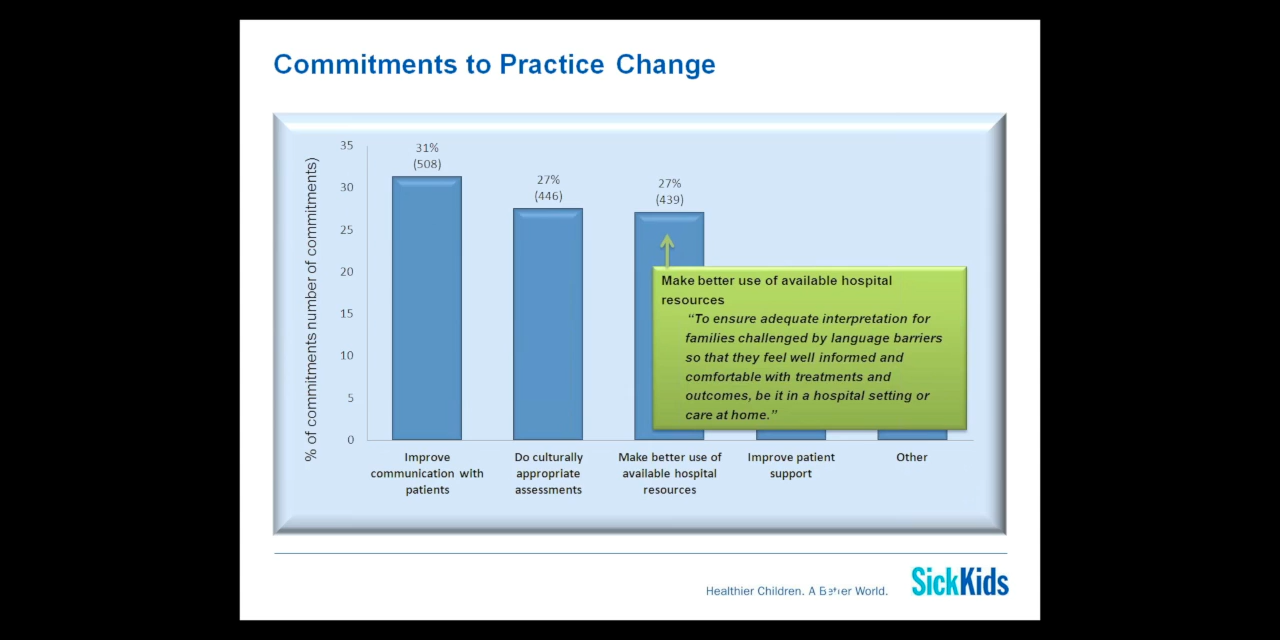 Commitments to Practice Change
% of commitments number of commitments)
35
30
25
20
15
10
5
0
31%
(508)
27%
(446)
27%
(439)
Make better use of available hospital
resources
“To ensure adequate interpretation for
families challenged by language barriers
so that they feel well informed and
comfortable with treatments and
outcomes, be it in a hospital setting or
care at home.”
Improve
communication with
patients
Do culturally
appropriate
assessments
Make better use of
available hospital
resources
Improve patient
support
Other
Healthier Children. A Better World.
SickKids